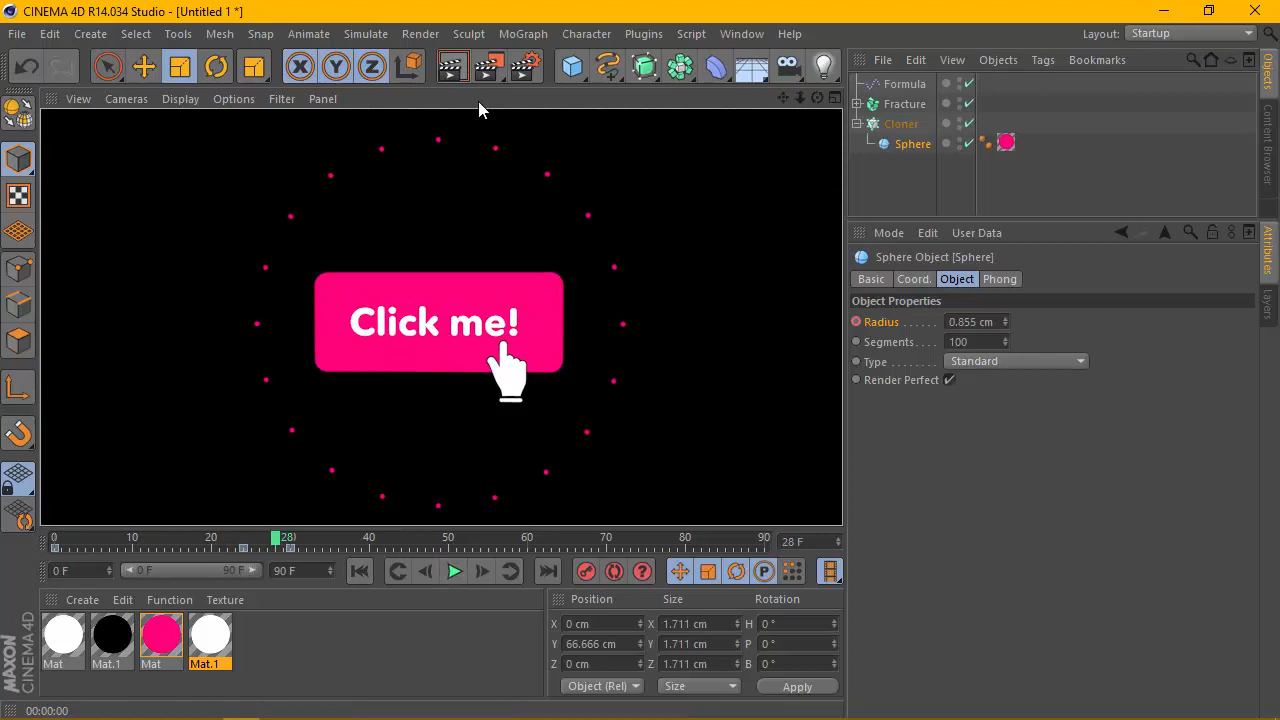 CINEMA 4D R14.034 Studio - [Untitled 1 *]
File Edit Create Select Tools Mesh Snap Animate Simulate Render Sculpt MoGraph Character Plugins Script Window Help Layout: Startup
View Cameras Display Options Filter Panel
File Edit View Objects Tags Bookmarks
Formula
Fracture
Cloner
Sphere
Objects
Content Browser
Mode Edit User Data
Sphere Object [Sphere]
Basic Coord. Object Phong
Object Properties
Radius 0.855 cm
Segments 100
Type Standard
Render Perfect
Attributes
Layers
X Y Z
Click me!
0 10 20 28 30 40 50 60 70 80 90 28 F
0 F 0 F 90 F 90 F
Create Edit Function Texture
Mat Mat.1 Mat Mat.1
Position Size Rotation
X 0 cm X 1.711 cm H 0 °
Y 66.666 cm Y 1.711 cm P 0 °
Z 0 cm Z 1.711 cm B 0 °
Object (Rel) Size Apply
MAXON
CINEMA 4D
00:00:00